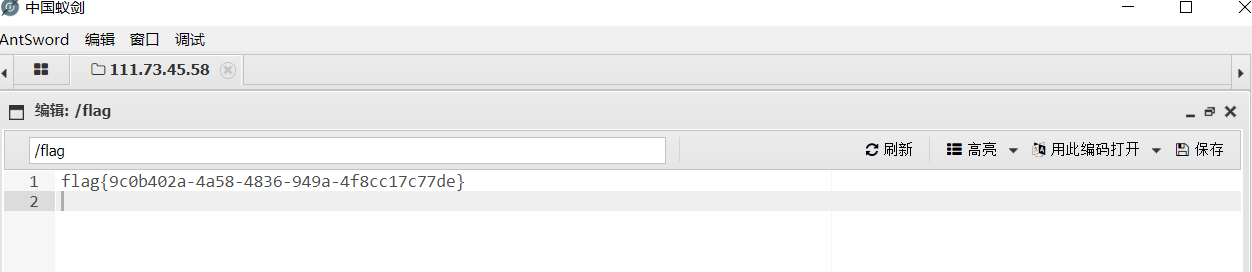 中国蚁剑
AntSword 编辑 窗口 调试
111.73.45.58
编辑: /flag
/flag 刷新 高亮 用此编码打开 保存
1 flag{9c0b402a-4a58-4836-949a-4f8cc17c77de}
2